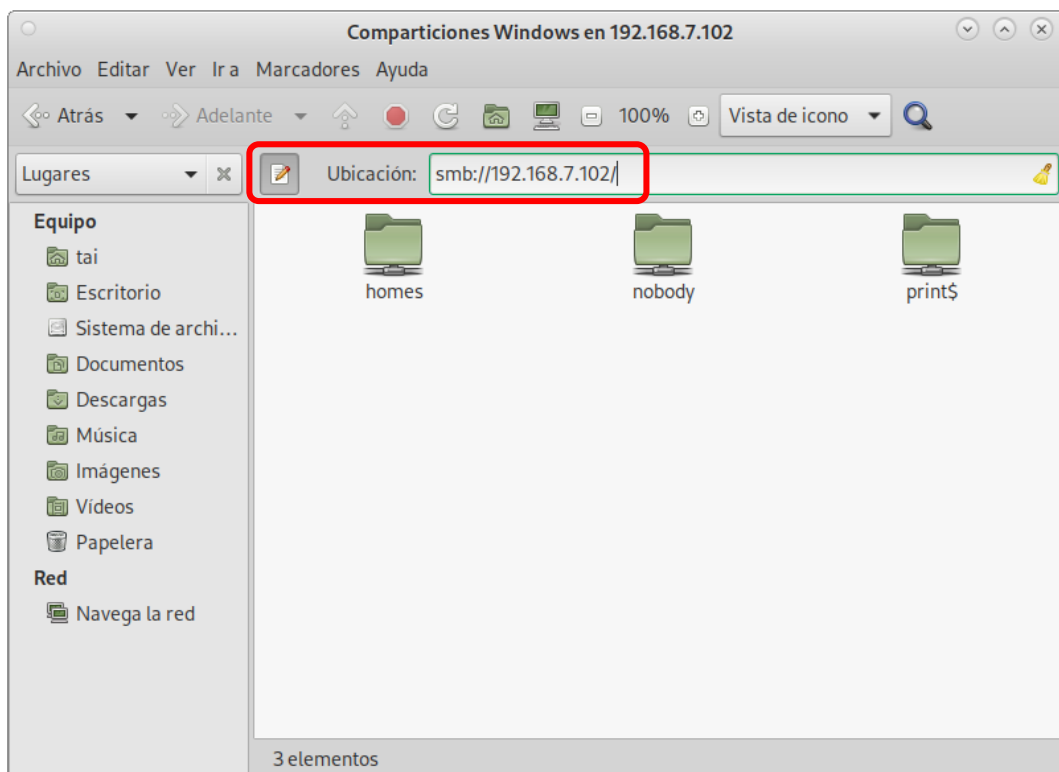 Comparticiones Windows en 192.168.7.102
Archivo Editar Ver Ir a Marcadores Ayuda
Atrás Adelante 100% Vista de icono
Lugares Ubicación: smb://192.168.7.102/
Equipo
tai
Escritorio
Sistema de archi...
Documentos
Descargas
Música
Imágenes
Vídeos
Papelera
Red
Navega la red
homes nobody print$
3 elementos